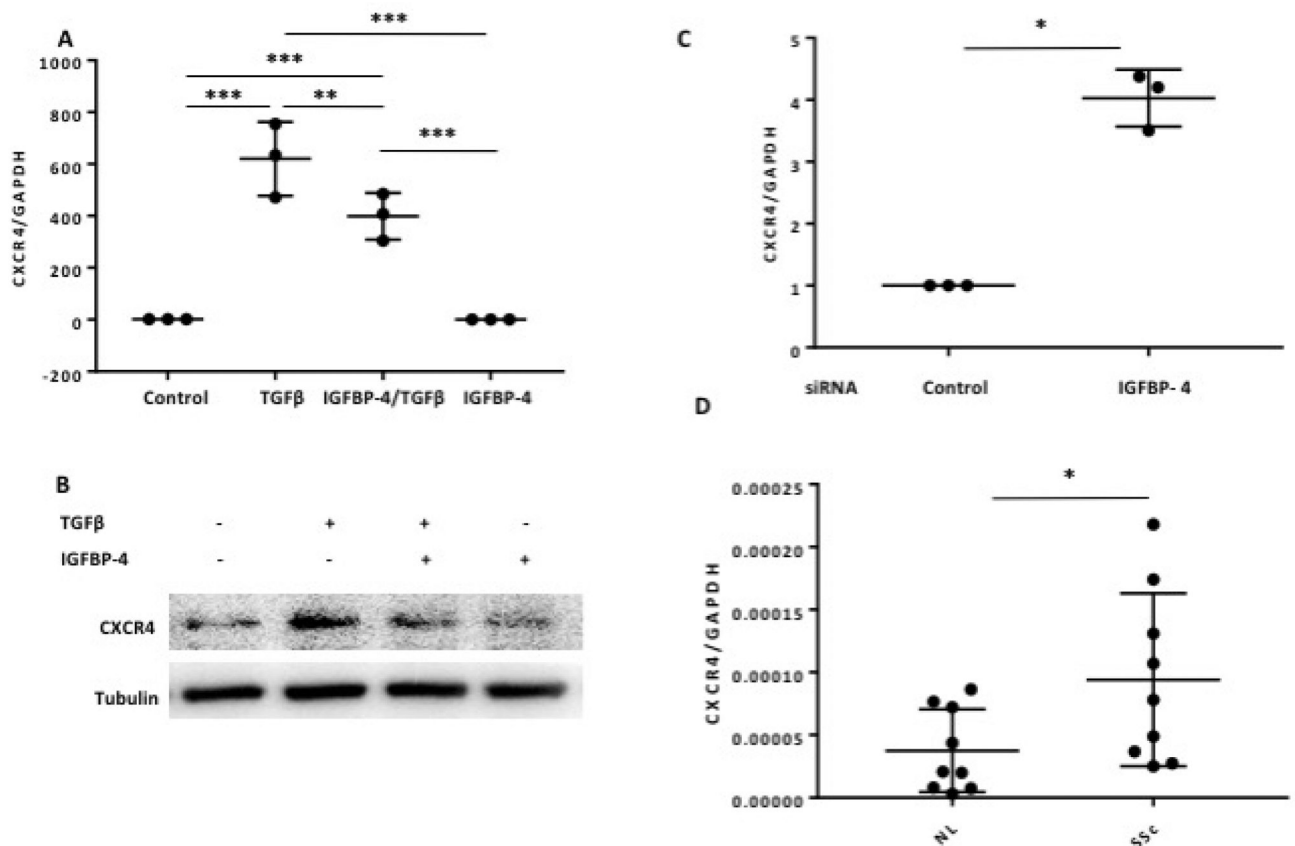 A
***
***
*** **
***
1000
800
600
400
200
0
-200
CXCR4/GAPDH
Control TGFβ IGFBP-4/TGFβ IGFBP-4
B
TGFβ - + + -
IGFBP-4 - - + +
CXCR4
Tubulin
C
*
5
4
3
2
1
0
CXCR4/GAPDH
siRNA Control IGFBP- 4
D
*
0.00025
0.00020
0.00015
0.00010
0.00005
0.00000
CXCR4/GAPDH
NL SSc